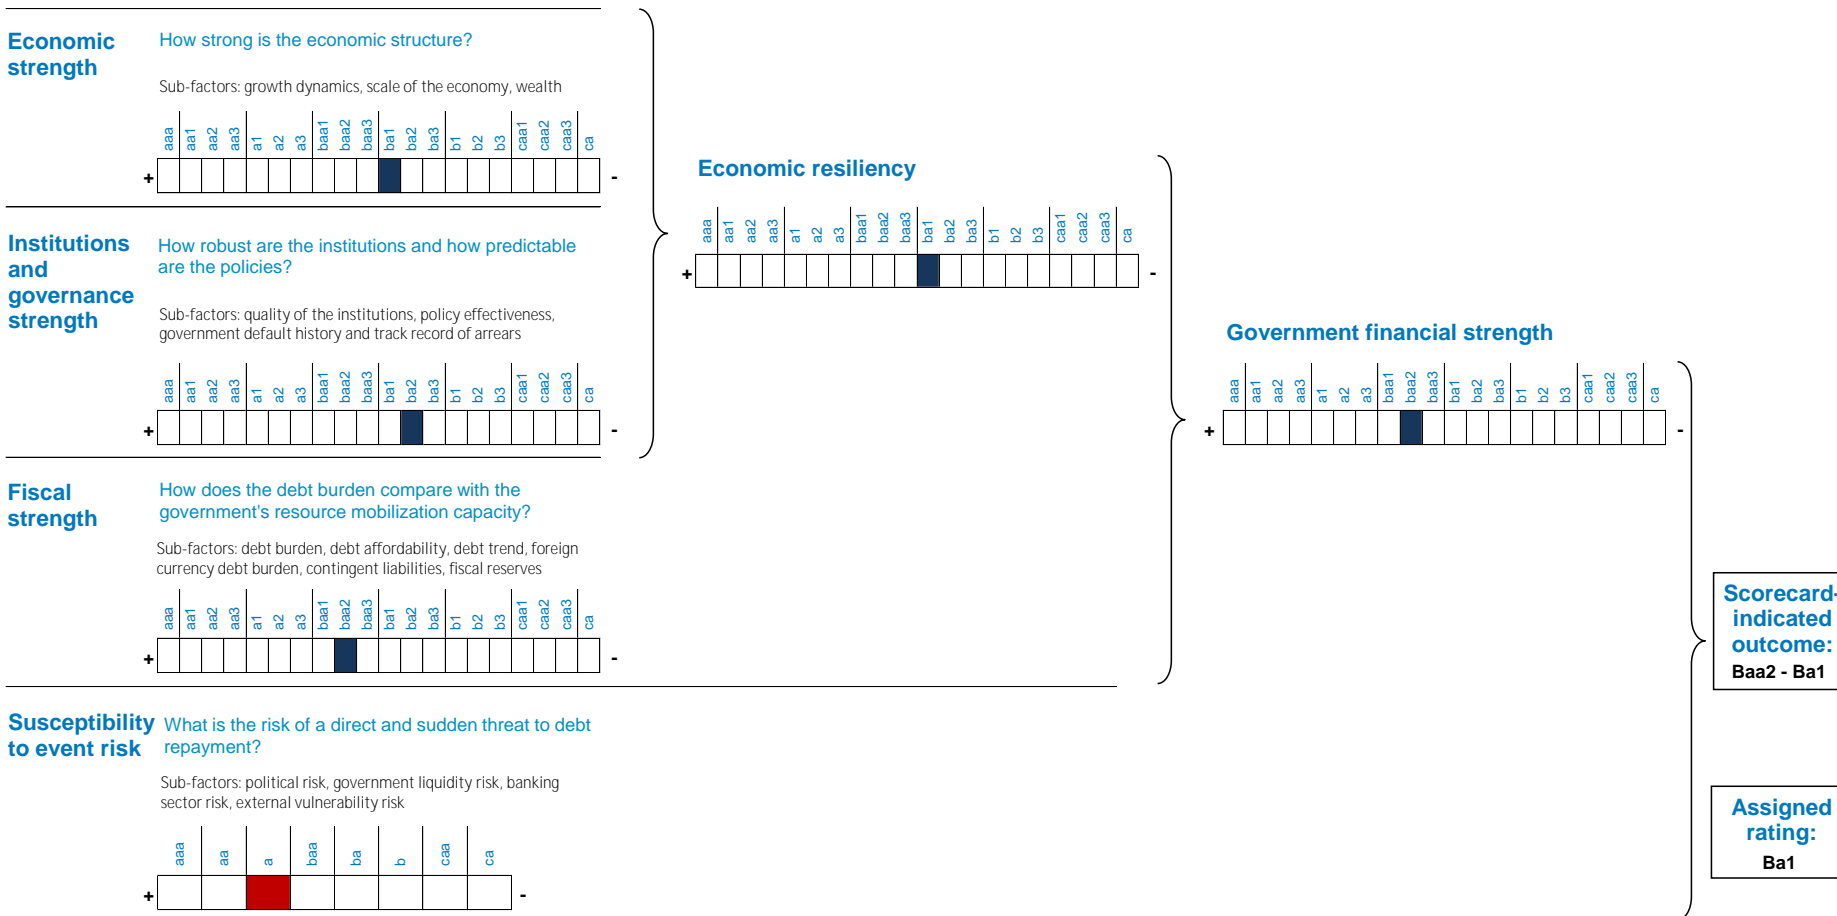 Economic
strength
How strong is the economic structure?
Sub-factors: growth dynamics, scale of the economy, wealth
aaa aa1 aa2 aa3 a1 a2 a3 baa1 baa2 baa3 ba1 ba2 ba3 b1 b2 b3 caa1 caa2 caa3 ca
+ -
Institutions
and
governance
strength
How robust are the institutions and how predictable
are the policies?
Sub-factors: quality of the institutions, policy effectiveness,
government default history and track record of arrears
aaa aa1 aa2 aa3 a1 a2 a3 baa1 baa2 baa3 ba1 ba2 ba3 b1 b2 b3 caa1 caa2 caa3 ca
+ -
Economic resiliency
aaa aa1 aa2 aa3 a1 a2 a3 baa1 baa2 baa3 ba1 ba2 ba3 b1 b2 b3 caa1 caa2 caa3 ca
+ -
Fiscal
strength
How does the debt burden compare with the
government's resource mobilization capacity?
Sub-factors: debt burden, debt affordability, debt trend, foreign
currency debt burden, contingent liabilities, fiscal reserves
aaa aa1 aa2 aa3 a1 a2 a3 baa1 baa2 baa3 ba1 ba2 ba3 b1 b2 b3 caa1 caa2 caa3 ca
+ -
Government financial strength
aaa aa1 aa2 aa3 a1 a2 a3 baa1 baa2 baa3 ba1 ba2 ba3 b1 b2 b3 caa1 caa2 caa3 ca
+ -
Susceptibility
to event risk
What is the risk of a direct and sudden threat to debt
repayment?
Sub-factors: political risk, government liquidity risk, banking
sector risk, external vulnerability risk
aaa aa a baa ba b caa ca
+ -
Scorecard-
indicated
outcome:
Baa2 - Ba1
Assigned
rating:
Ba1